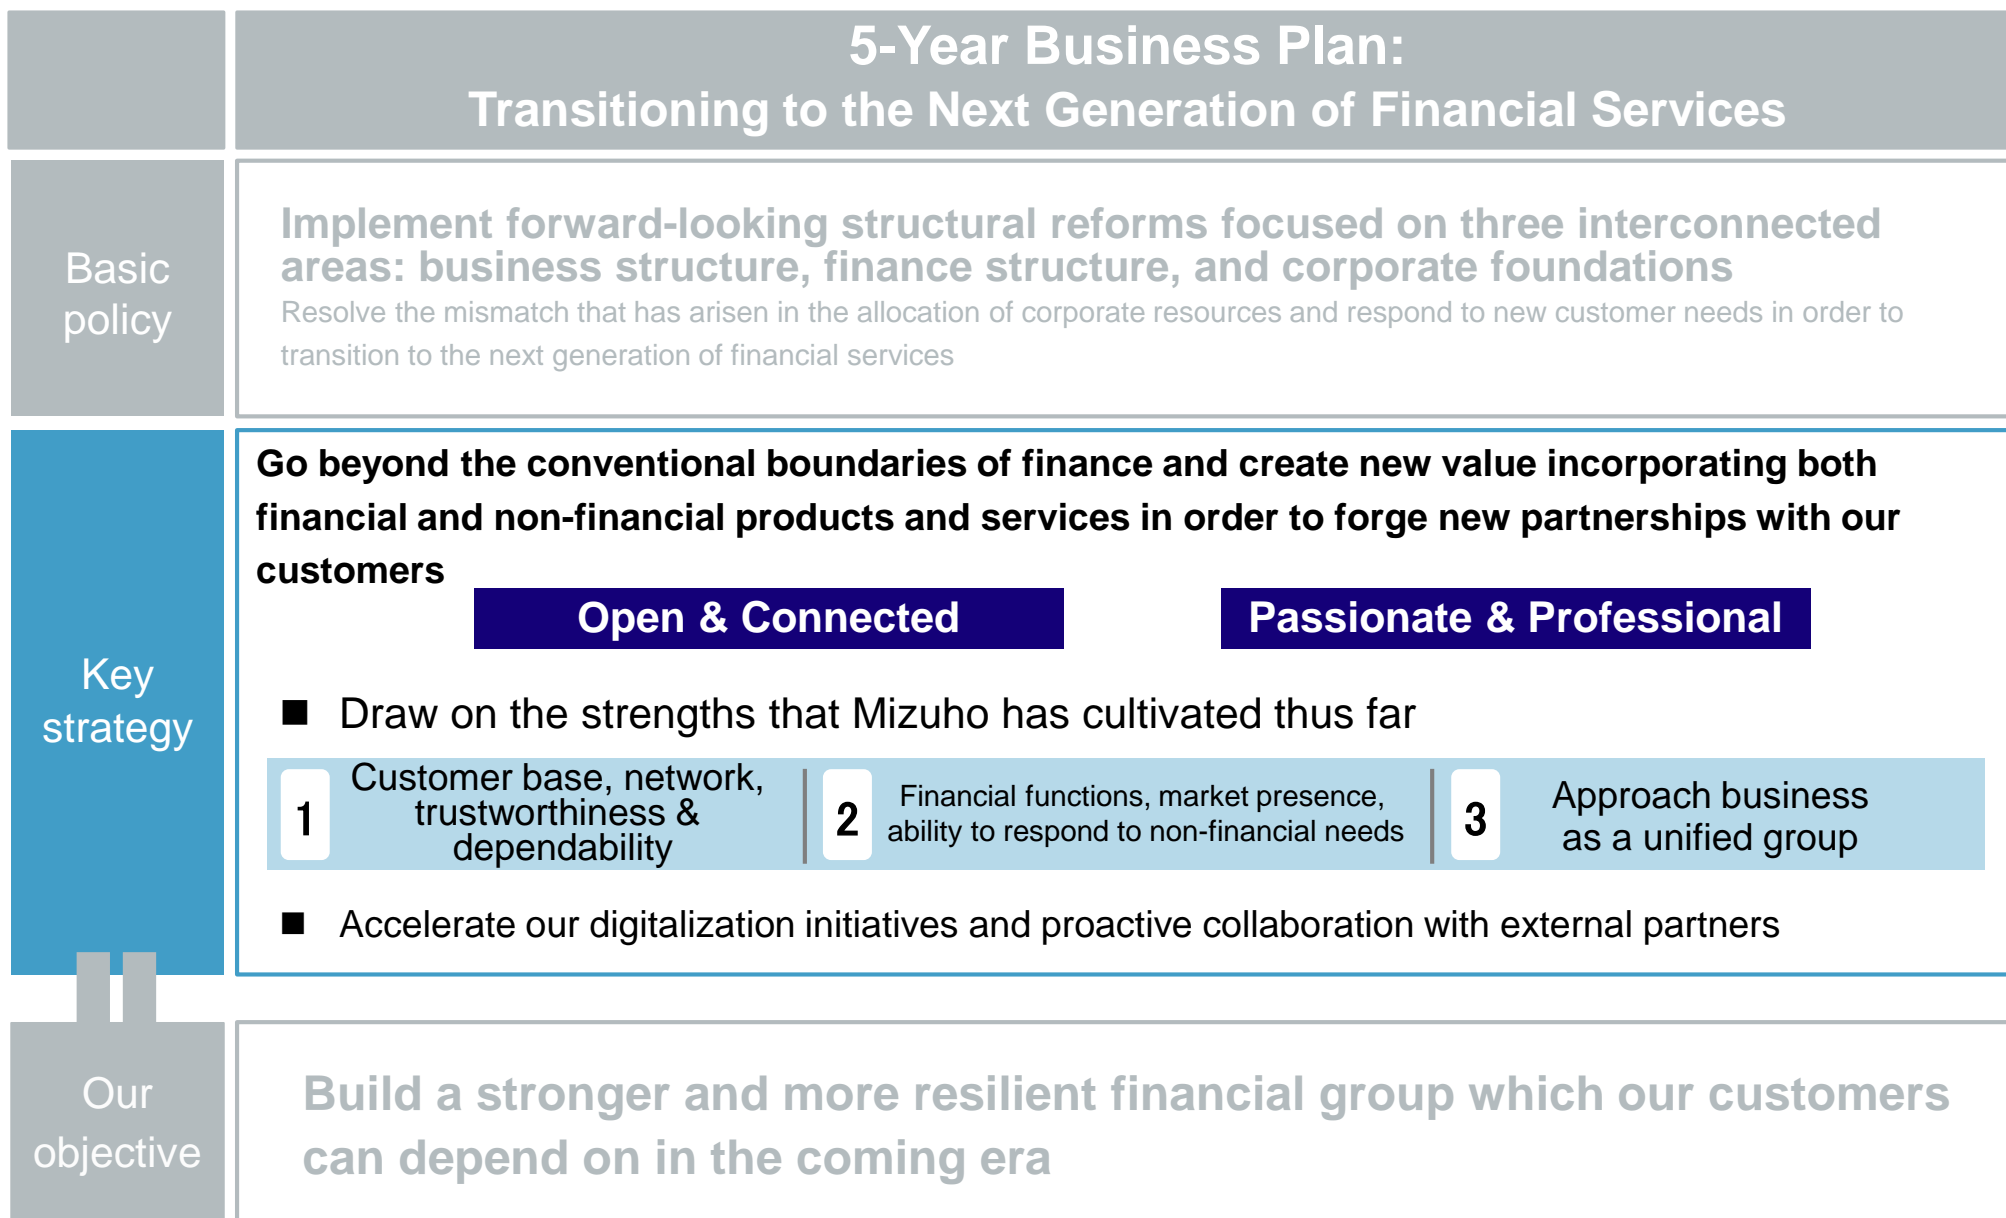 5-Year Business Plan:
Transitioning to the Next Generation of Financial Services
Basic
policy
Implement forward-looking structural reforms focused on three interconnected
areas: business structure, finance structure, and corporate foundations
Resolve the mismatch that has arisen in the allocation of corporate resources and respond to new customer needs in order to
transition to the next generation of financial services
Key
strategy
Go beyond the conventional boundaries of finance and create new value incorporating both
financial and non-financial products and services in order to forge new partnerships with our
customers
Open & Connected
Passionate & Professional
■ Draw on the strengths that Mizuho has cultivated thus far
1
Customer base, network,
trustworthiness &
dependability
2
Financial functions, market presence,
ability to respond to non-financial needs
3
Approach business
as a unified group
■ Accelerate our digitalization initiatives and proactive collaboration with external partners
Our
objective
Build a stronger and more resilient financial group which our customers
can depend on in the coming era